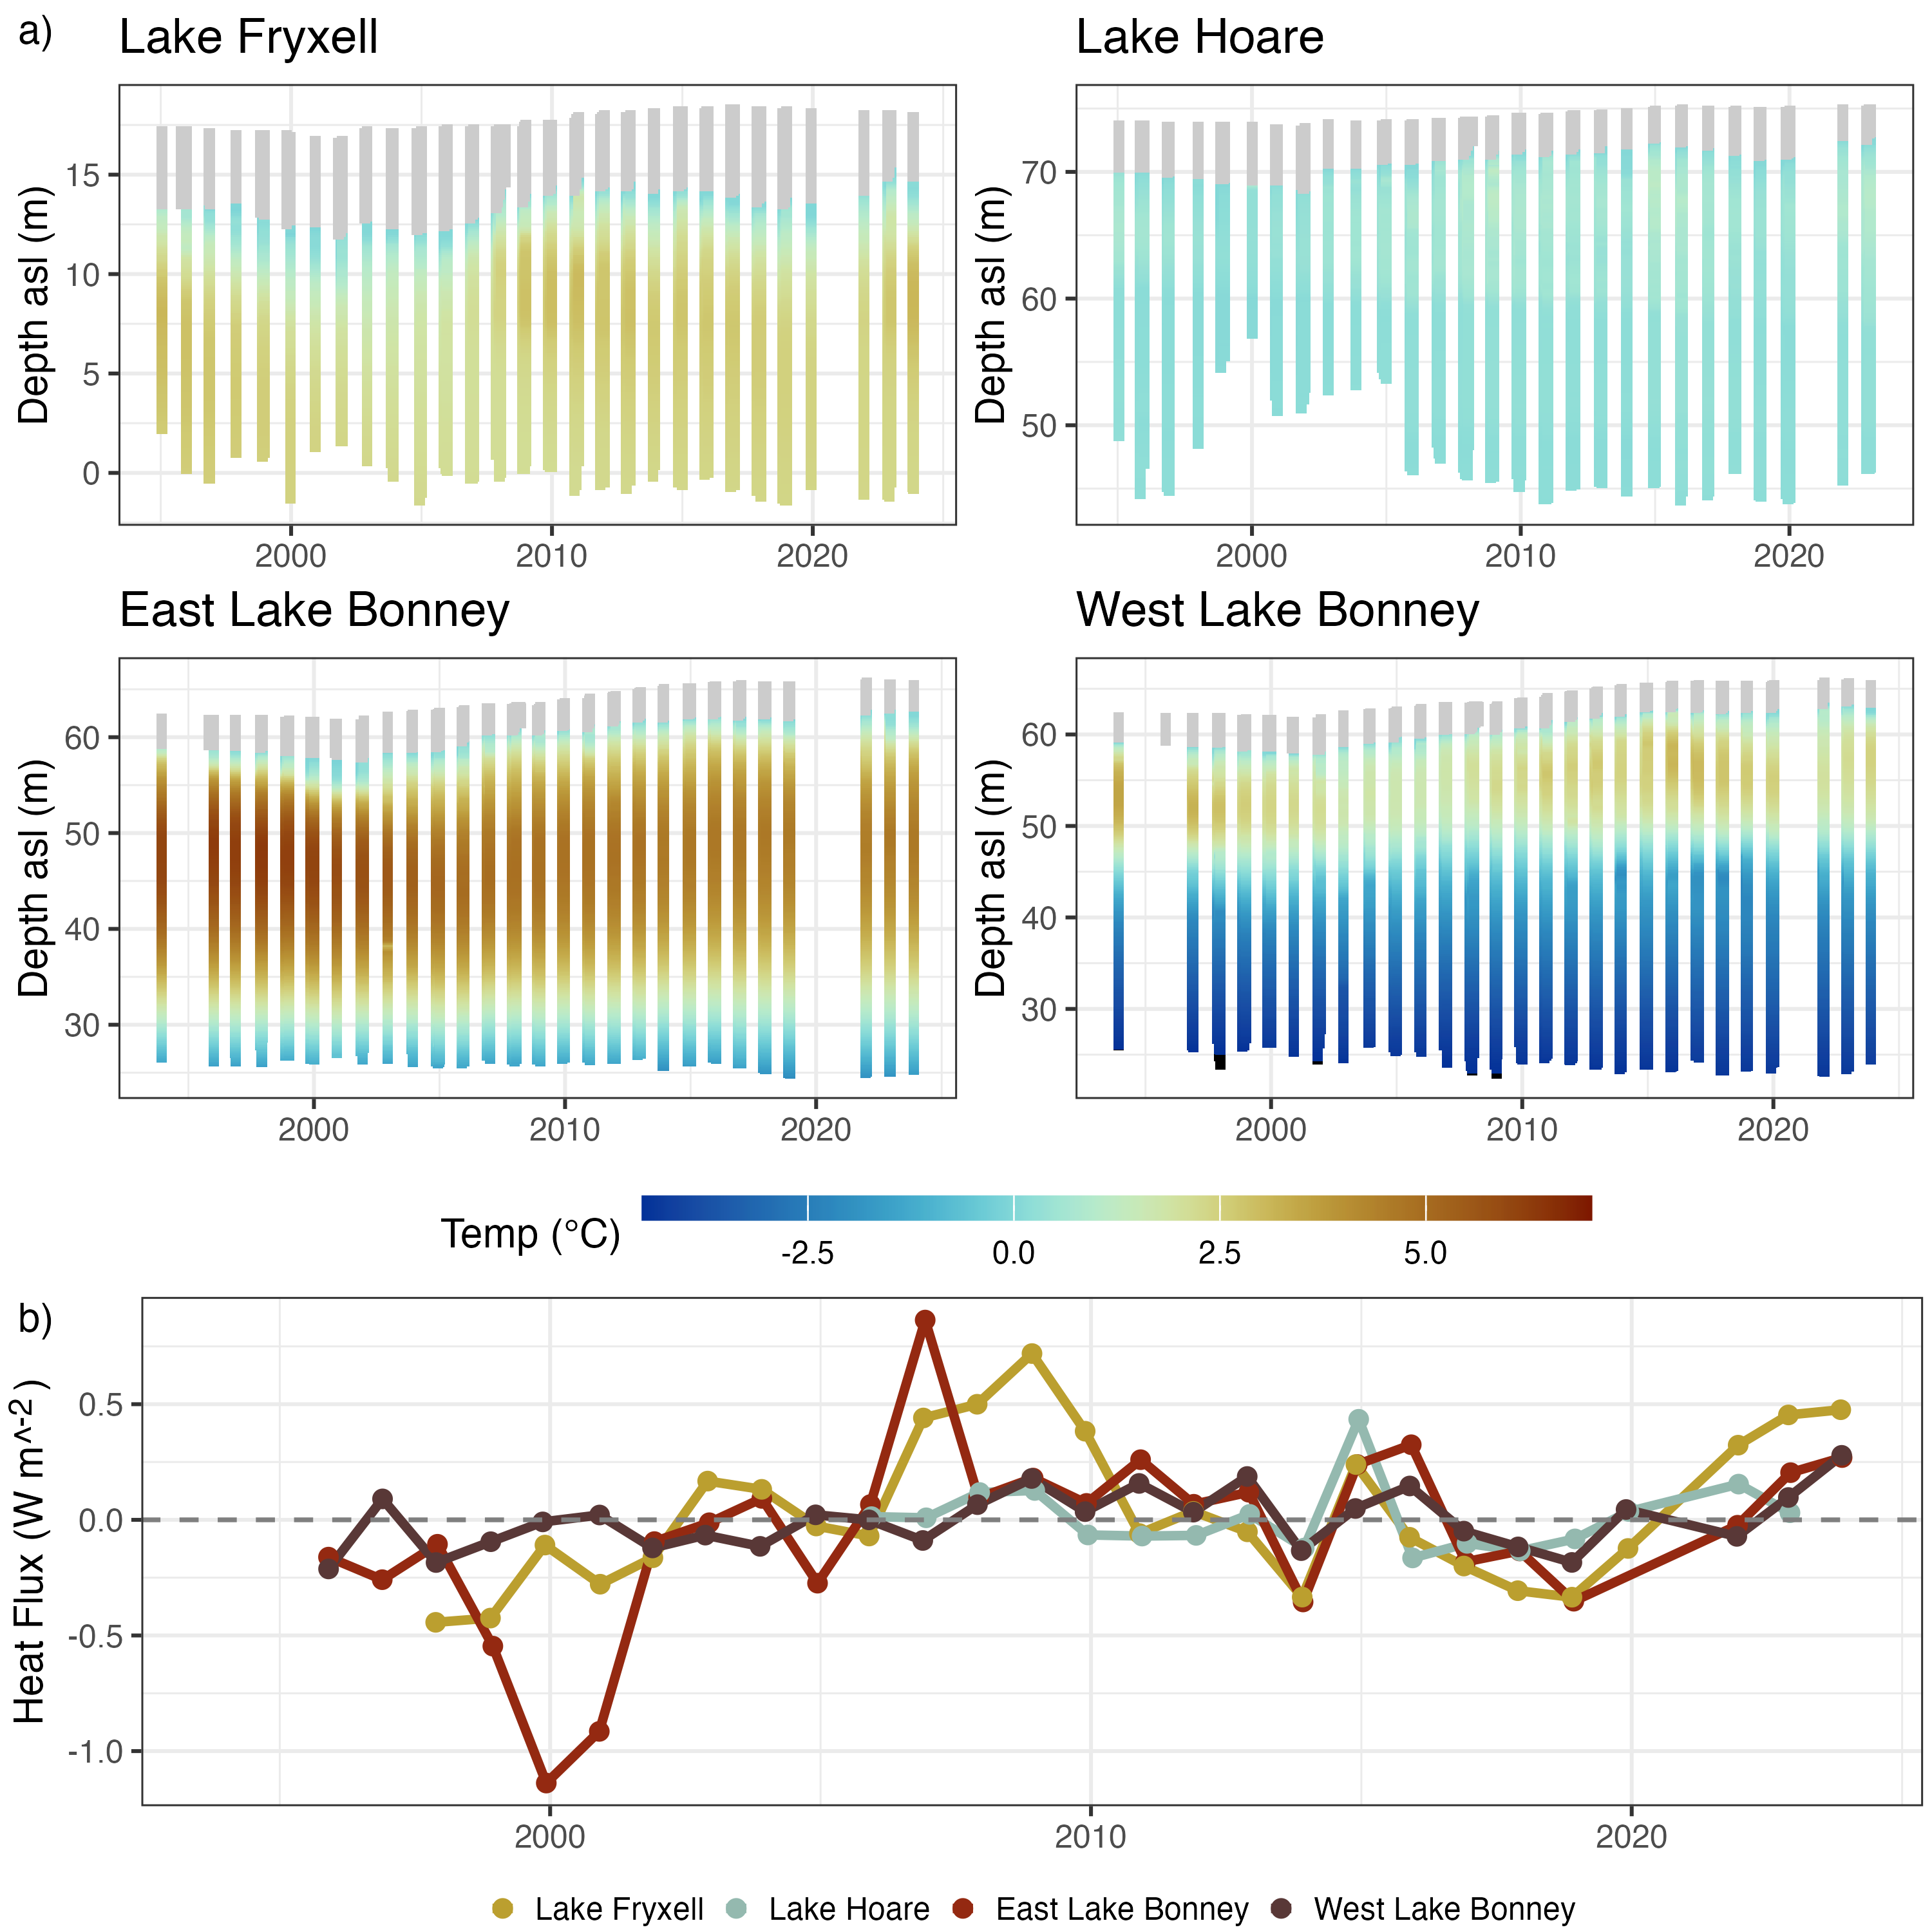 a)
Lake Fryxell
Lake Hoare
Depth asl (m)
15
10
5
0
2000 2010 2020
Depth asl (m)
70
60
50
2000 2010 2020
East Lake Bonney
West Lake Bonney
Depth asl (m)
60
50
40
30
2000 2010 2020
Depth asl (m)
60
50
40
30
2000 2010 2020
Temp (°C)
-2.5 0.0 2.5 5.0
b)
Heat Flux (W m^-2 )
0.5
0.0
-0.5
-1.0
2000 2010 2020
Lake Fryxell Lake Hoare East Lake Bonney West Lake Bonney